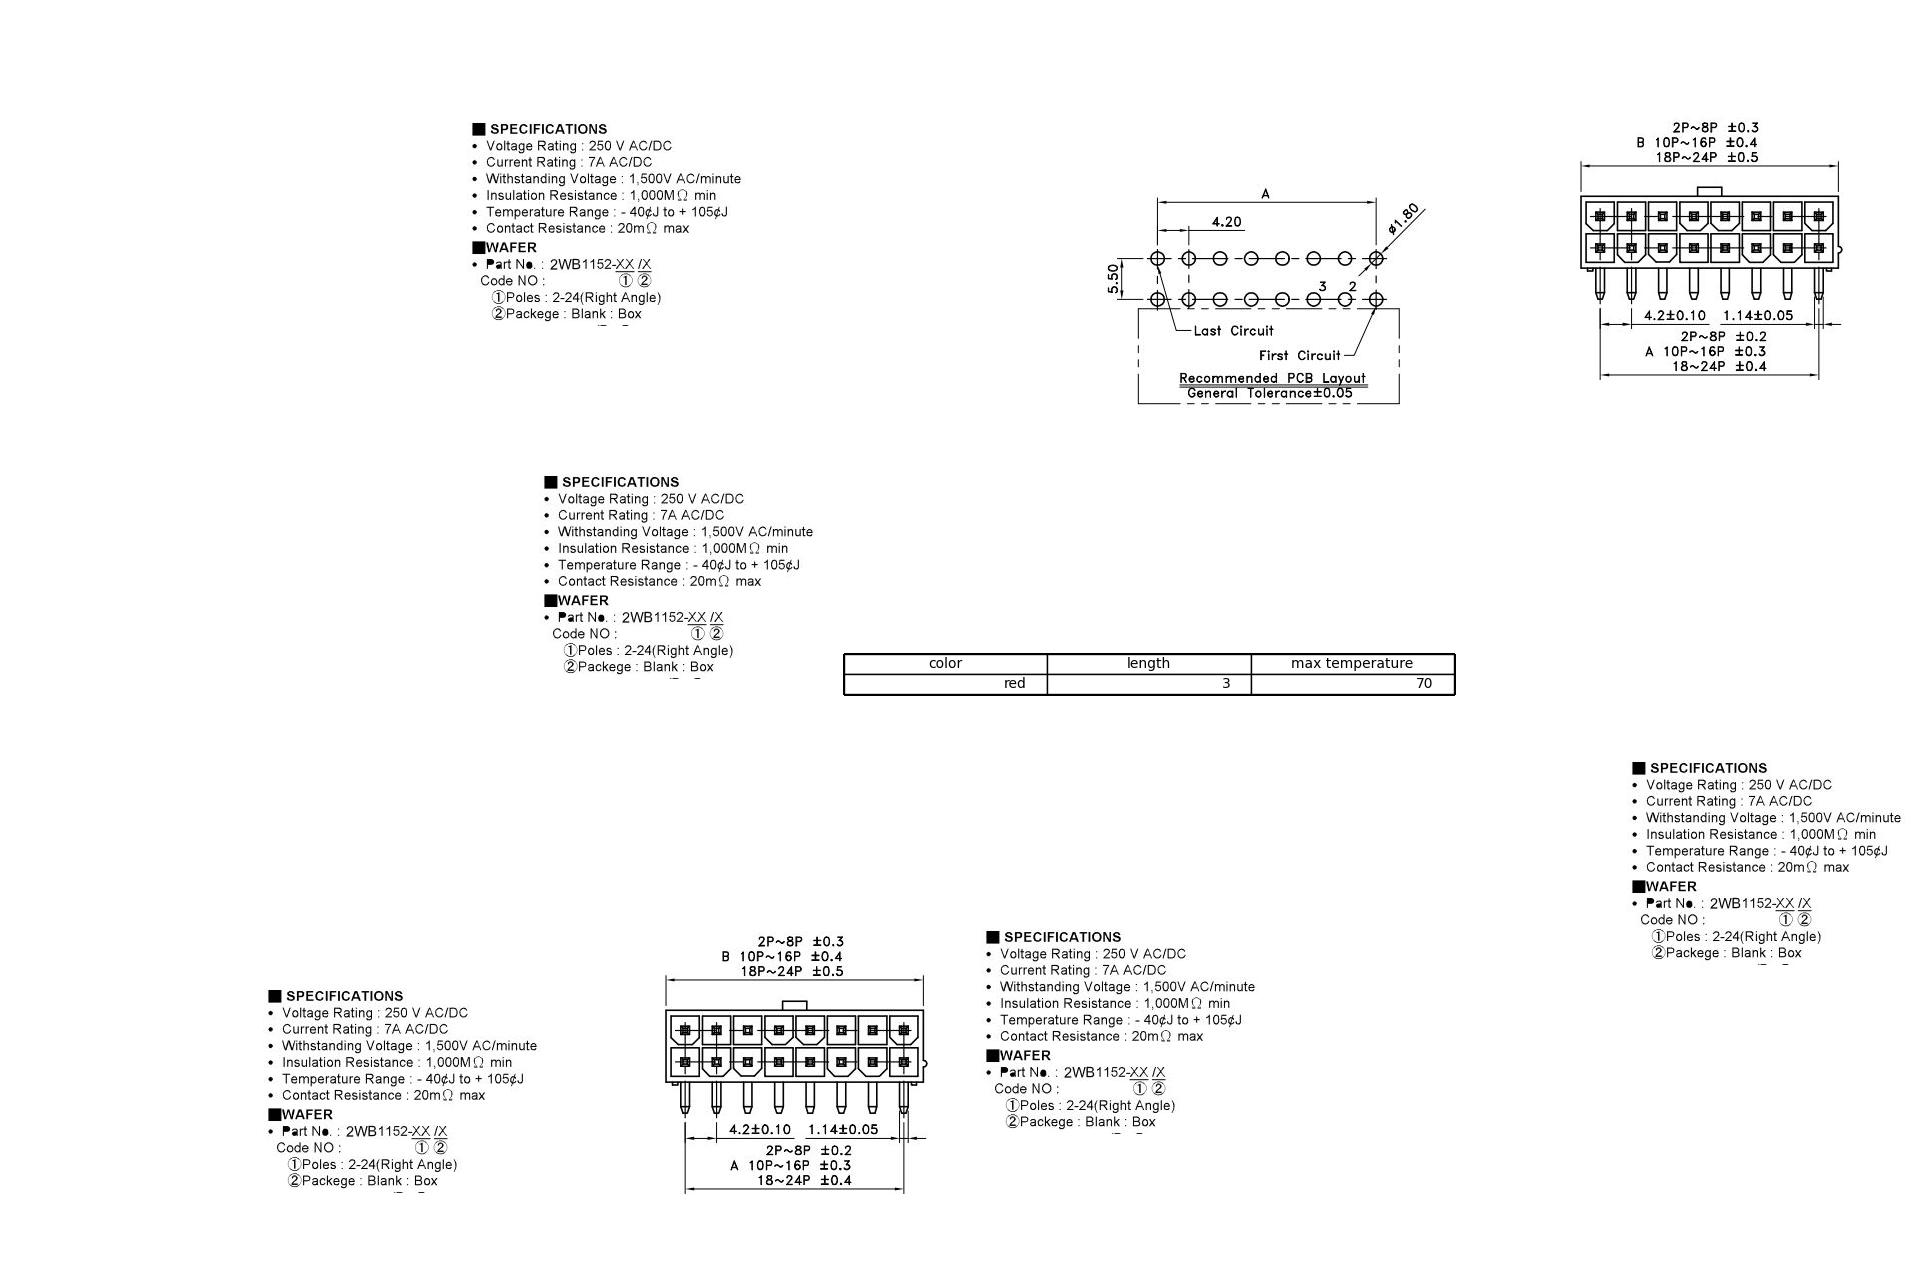 ■ SPECIFICATIONS
• Voltage Rating : 250 V AC/DC
• Current Rating : 7A AC/DC
• Withstanding Voltage : 1,500V AC/minute
• Insulation Resistance : 1,000MΩ min
• Temperature Range : - 40¢J to + 105¢J
• Contact Resistance : 20mΩ max
■WAFER
• Part No. : 2WB1152-XX /X
Code NO : ① ②
①Poles : 2-24(Right Angle)
②Packege : Blank : Box
A
4.20
ø1.80
5.50
3 2
Last Circuit
First Circuit
Recommended PCB Layout
General Tolerance±0.05
2P~8P ±0.3
B 10P~16P ±0.4
18P~24P ±0.5
4.2±0.10 1.14±0.05
2P~8P ±0.2
A 10P~16P ±0.3
18~24P ±0.4
■ SPECIFICATIONS
• Voltage Rating : 250 V AC/DC
• Current Rating : 7A AC/DC
• Withstanding Voltage : 1,500V AC/minute
• Insulation Resistance : 1,000MΩ min
• Temperature Range : - 40¢J to + 105¢J
• Contact Resistance : 20mΩ max
■WAFER
• Part No. : 2WB1152-XX /X
Code NO : ① ②
①Poles : 2-24(Right Angle)
②Packege : Blank : Box
color length max temperature
red 3 70
■ SPECIFICATIONS
• Voltage Rating : 250 V AC/DC
• Current Rating : 7A AC/DC
• Withstanding Voltage : 1,500V AC/minute
• Insulation Resistance : 1,000MΩ min
• Temperature Range : - 40¢J to + 105¢J
• Contact Resistance : 20mΩ max
■WAFER
• Part No. : 2WB1152-XX /X
Code NO : ① ②
①Poles : 2-24(Right Angle)
②Packege : Blank : Box
■ SPECIFICATIONS
• Voltage Rating : 250 V AC/DC
• Current Rating : 7A AC/DC
• Withstanding Voltage : 1,500V AC/minute
• Insulation Resistance : 1,000MΩ min
• Temperature Range : - 40¢J to + 105¢J
• Contact Resistance : 20mΩ max
■WAFER
• Part No. : 2WB1152-XX /X
Code NO : ① ②
①Poles : 2-24(Right Angle)
②Packege : Blank : Box
2P~8P ±0.3
B 10P~16P ±0.4
18P~24P ±0.5
4.2±0.10 1.14±0.05
2P~8P ±0.2
A 10P~16P ±0.3
18~24P ±0.4
■ SPECIFICATIONS
• Voltage Rating : 250 V AC/DC
• Current Rating : 7A AC/DC
• Withstanding Voltage : 1,500V AC/minute
• Insulation Resistance : 1,000MΩ min
• Temperature Range : - 40¢J to + 105¢J
• Contact Resistance : 20mΩ max
■WAFER
• Part No. : 2WB1152-XX /X
Code NO : ① ②
①Poles : 2-24(Right Angle)
②Packege : Blank : Box